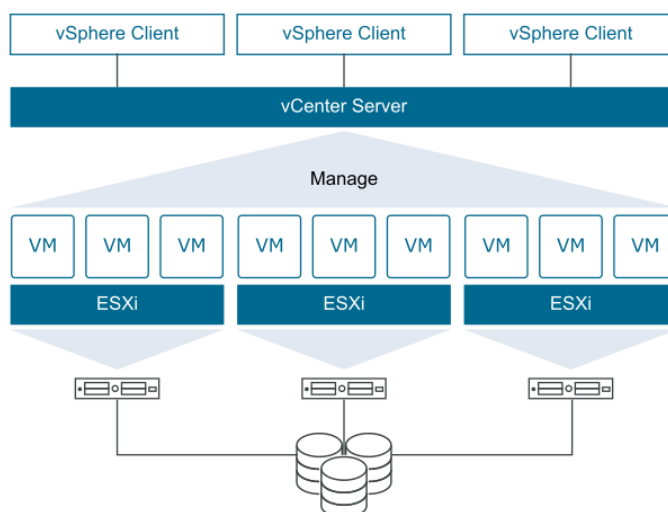 vSphere Client vSphere Client vSphere Client
vCenter Server
Manage
VM VM VM VM VM VM VM VM VM
ESXi ESXi ESXi